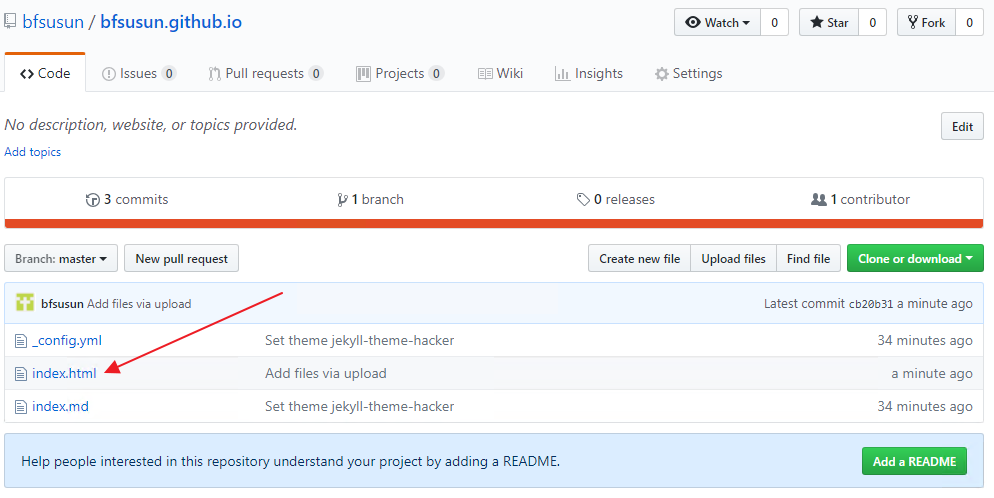 bfsusun / bfsusun.github.io Watch 0 Star 0 Fork 0
Code Issues 0 Pull requests 0 Projects 0 Wiki Insights Settings
No description, website, or topics provided. Edit
Add topics
3 commits 1 branch 0 releases 1 contributor
Branch: master New pull request Create new file Upload files Find file Clone or download
bfsusun Add files via upload Latest commit cb20b31 a minute ago
_config.yml Set theme jekyll-theme-hacker 34 minutes ago
index.html Add files via upload a minute ago
index.md Set theme jekyll-theme-hacker 34 minutes ago
Help people interested in this repository understand your project by adding a README. Add a README